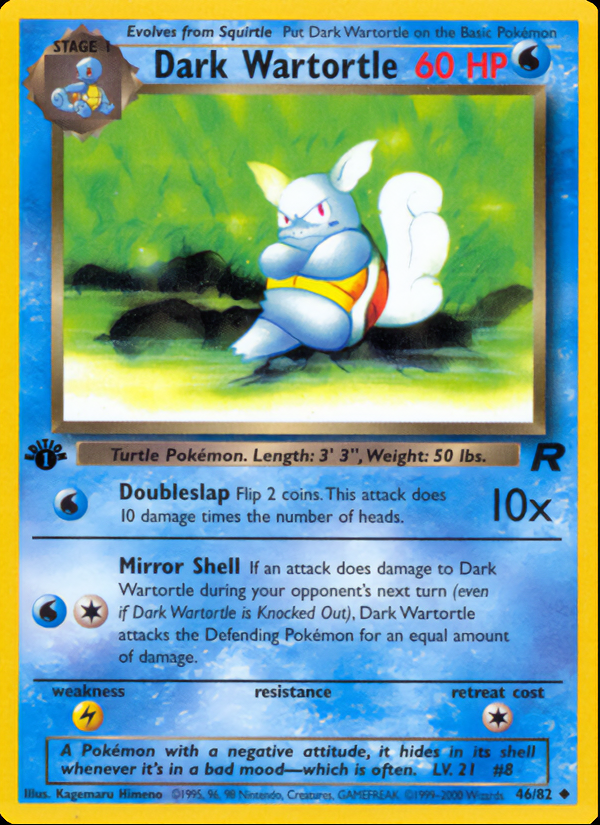 Evolves from Squirtle Put Dark Wartortle on the Basic Pokémon
STAGE 1
Dark Wartortle 60 HP
EDITION
1
Turtle Pokémon. Length: 3' 3", Weight: 50 lbs.
R
Doubleslap Flip 2 coins. This attack does
10 damage times the number of heads.
10x
Mirror Shell If an attack does damage to Dark
Wartortle during your opponent's next turn (even
if Dark Wartortle is Knocked Out), Dark Wartortle
attacks the Defending Pokémon for an equal amount
of damage.
weakness resistance retreat cost
A Pokémon with a negative attitude, it hides in its shell
whenever it's in a bad mood—which is often. LV. 21 #8
Illus. Kagemaru Himeno ©1995, 96, 98 Nintendo, Creatures, GAMEFREAK. ©1999-2000 Wizards. 46/82